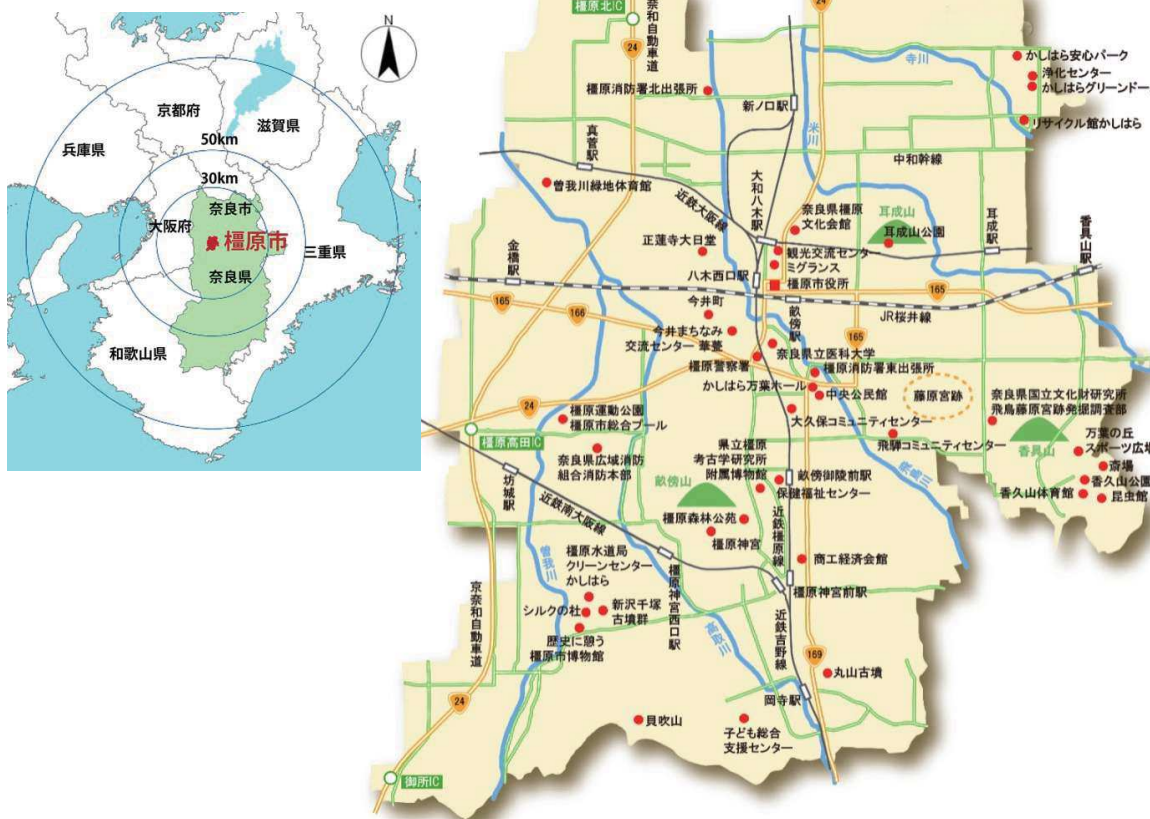 N
京都府
滋賀県
兵庫県
50km
30km
奈良市
大阪府
橿原市
三重県
奈良県
和歌山県
橿原北IC
京奈和自動車道
24
24
寺川
かしはら安心パーク
浄化センター
かしはらグリーンドー
リサイクル館かしはら
橿原消防署北出張所
新ノ口駅
米川
真菅駅
中和幹線
曽我川緑地体育館
近鉄大阪線
大和八木駅
奈良県橿原
文化会館
耳成山
耳成山公園
耳成駅
香具山駅
正蓮寺大日堂
観光交流センター
ミグランス
金橋駅
八木西口駅
橿原市役所
165
166
165
165
今井町
畝傍駅
JR桜井線
今井まちなみ
交流センター 華甍
奈良県立医科大学
橿原警察署
橿原消防署東出張所
かしはら万葉ホール
中央公民館
藤原宮跡
奈良県国立文化財研究所
飛鳥藤原宮跡発掘調査部
24
橿原運動公園
橿原市総合プール
大久保コミュニティセンター
飛騨コミュニティセンター
香具山
万葉の丘
スポーツ広場
斎場
香久山公園
香久山体育館
昆虫館
橿原高田IC
奈良県広域消防
組合消防本部
県立橿原
考古学研究所
附属博物館
畝傍御陵前駅
保健福祉センター
飛鳥川
坊城駅
近鉄南大阪線
畝傍山
橿原森林公苑
橿原神宮
近鉄橿原線
曽我川
橿原水道局
クリーンセンター
かしはら
商工経済会館
橿原神宮西口駅
橿原神宮前駅
シルクの杜
新沢千塚
古墳群
歴史に憩う
橿原市博物館
京奈和自動車道
高取川
近鉄吉野線
169
丸山古墳
岡寺駅
24
貝吹山
子ども総合
支援センター
御所IC